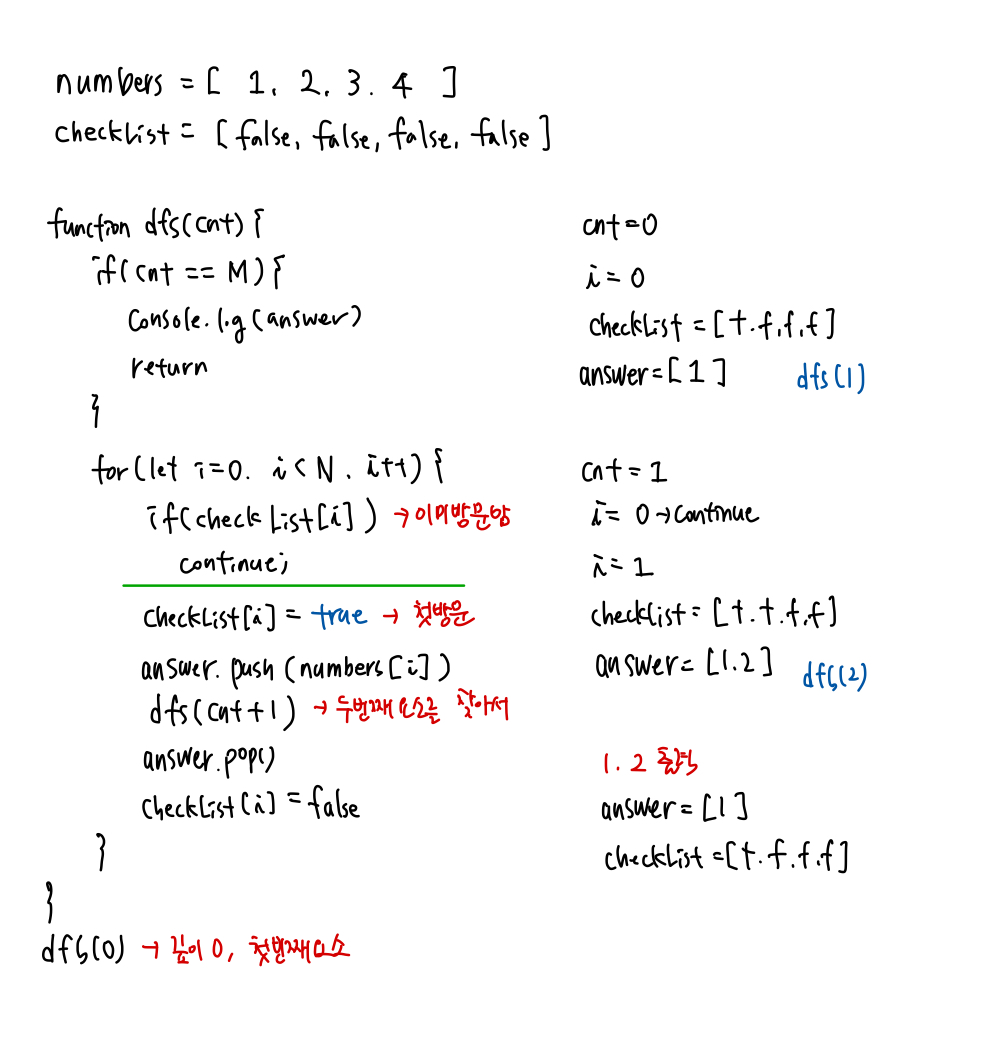 numbers = [ 1, 2, 3. 4 ]
checkList = [false, false, false, false]
function dfs(cnt) {
if(cnt == M){
console.log(answer)
return
}
for(let i=0. i<N. i++) {
if(checkList[i]) → 이미방문함
continue;
checkList[i] = true → 첫방문
answer.push(numbers[i])
dfs(cnt+1) → 두번째요소를 찾아서
answer.pop()
checkList[i] = false
}
}
dfs(0) → 깊이 0, 첫번째요소
cnt=0
i=0
checkList = [t.f.f.f]
answer=[1] dfs(1)
cnt = 1
i= 0→continue
i=1
checkList = [t.t.f.f]
answer= [1.2] dfs(2)
1. 2 출력
answer = [1]
checkList =[t.f.f.f]